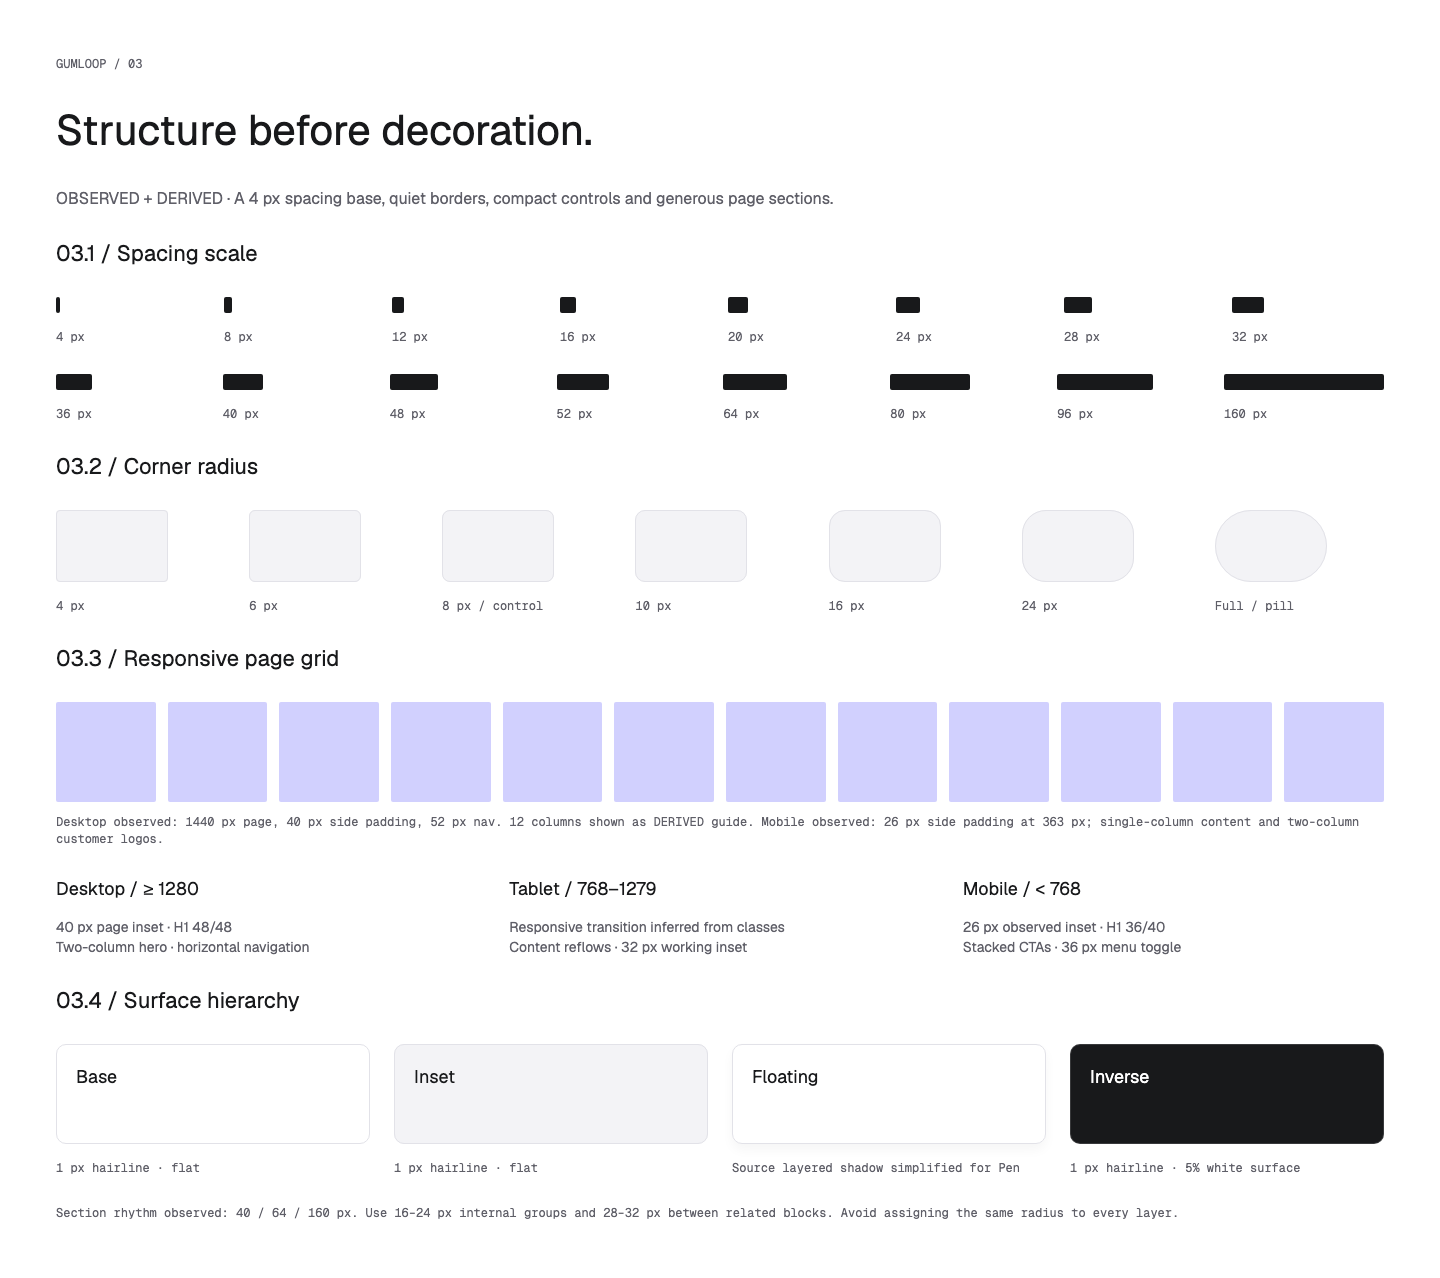 GUMLOOP / 03
Structure before decoration.
OBSERVED + DERIVED · A 4 px spacing base, quiet borders, compact controls and generous page sections.
03.1 / Spacing scale
4 px
8 px
12 px
16 px
20 px
24 px
28 px
32 px
36 px
40 px
48 px
52 px
64 px
80 px
96 px
160 px
03.2 / Corner radius
4 px
6 px
8 px / control
10 px
16 px
24 px
Full / pill
03.3 / Responsive page grid
Desktop observed: 1440 px page, 40 px side padding, 52 px nav. 12 columns shown as DERIVED guide. Mobile observed: 26 px side padding at 363 px; single-column content and two-column
customer logos.
Desktop / ≥ 1280
40 px page inset · H1 48/48
Two-column hero · horizontal navigation
Tablet / 768–1279
Responsive transition inferred from classes
Content reflows · 32 px working inset
Mobile / < 768
26 px observed inset · H1 36/40
Stacked CTAs · 36 px menu toggle
03.4 / Surface hierarchy
Base
1 px hairline · flat
Inset
1 px hairline · flat
Floating
Source layered shadow simplified for Pen
Inverse
1 px hairline · 5% white surface
Section rhythm observed: 40 / 64 / 160 px. Use 16–24 px internal groups and 28–32 px between related blocks. Avoid assigning the same radius to every layer.